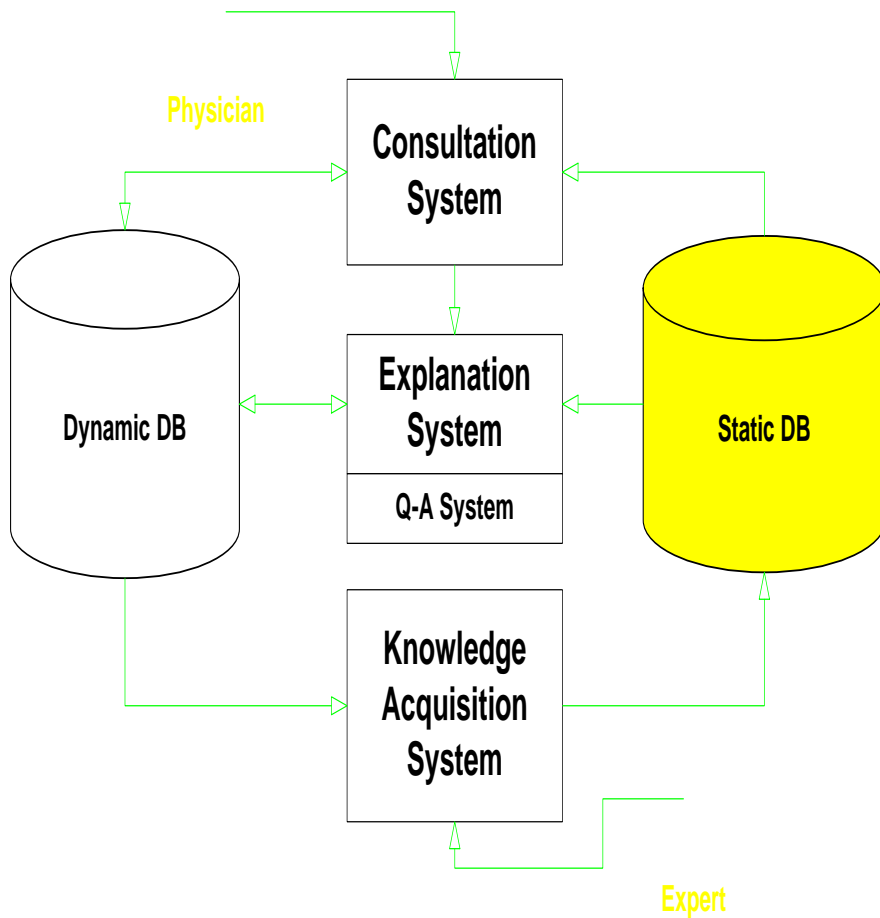 Physician
Consultation
System
Explanation
System
Dynamic DB
Static DB
Q-A System
Knowledge
Acquisition
System
Expert